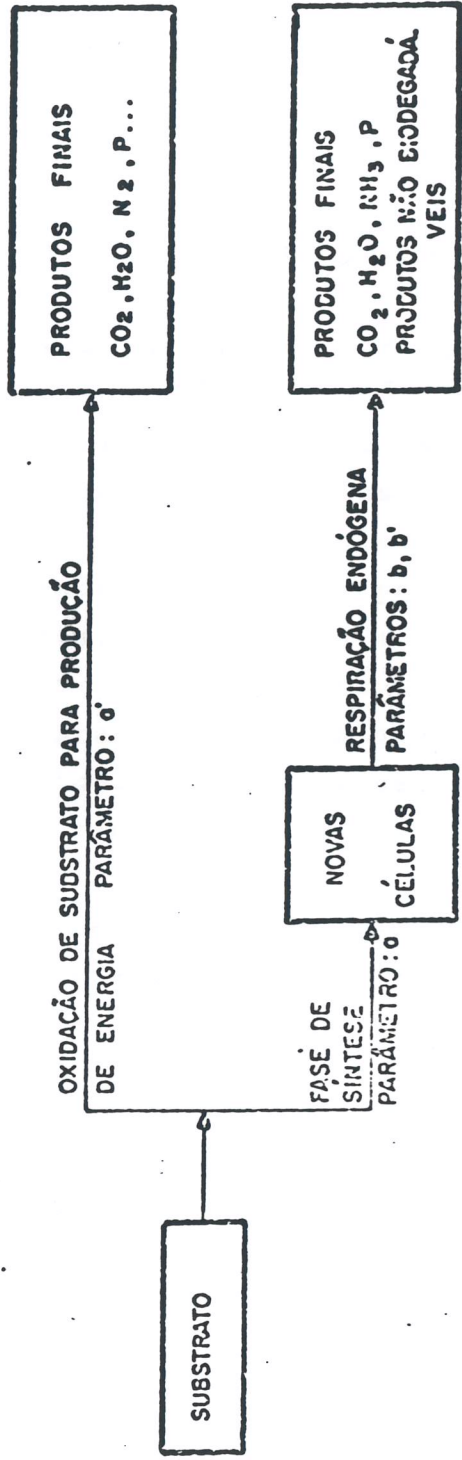 SUBSTRATO
OXIDAÇÃO DE SUBSTRATO PARA PRODUÇÃO
DE ENERGIA PARÂMETRO: a'
PRODUTOS FINAIS
CO₂, H₂O, N₂, P...
FASE DE
SÍNTESE
PARÂMETRO: a
NOVAS
CÉLULAS
RESPIRAÇÃO ENDÓGENA
PARÂMETROS: b, b'
PRODUTOS FINAIS
CO₂, H₂O, NH₃, P
PRODUTOS NÃO BIODEGADÁ
VEIS